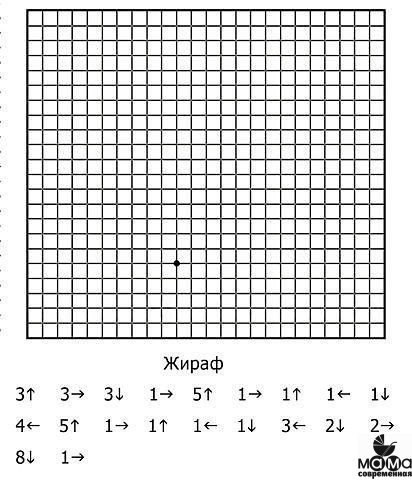 Жираф
3↑ 3→ 3↓ 1→ 5↑ 1→ 1↑ 1← 1↓
4← 5↑ 1→ 1↑ 1← 1↓ 3← 2↓ 2→
8↓ 1→
мама
современная